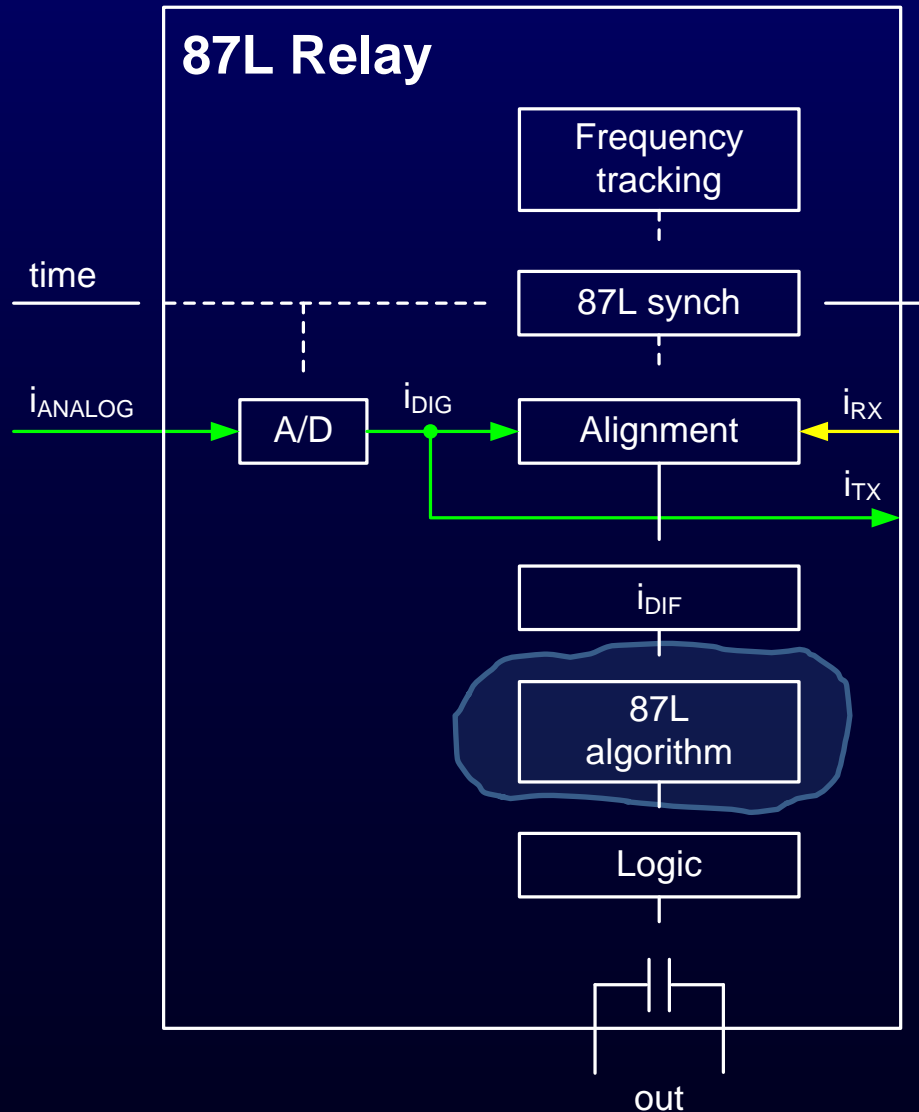 87L Relay
Frequency
tracking
time
87L synch
iANALOG
A/D
iDIG
Alignment
iRX
iTX
iDIF
87L
algorithm
Logic
out